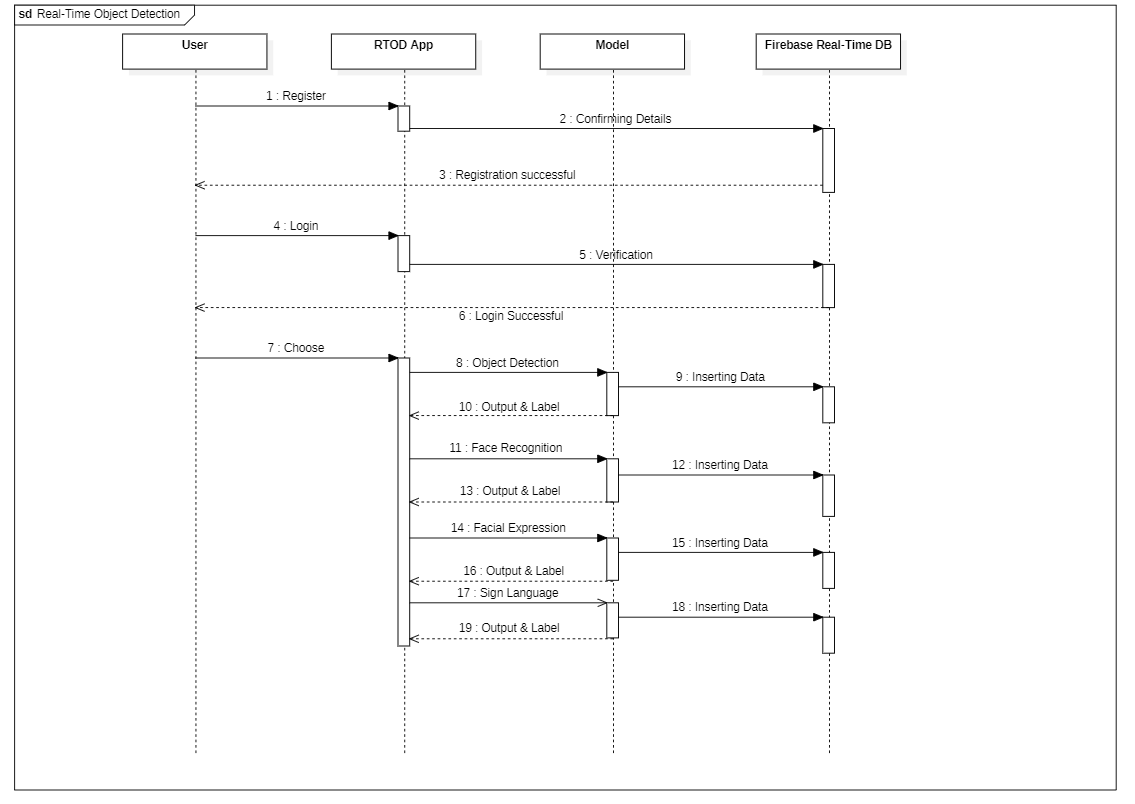 sd Real-Time Object Detection
User
RTOD App
Model
Firebase Real-Time DB
1 : Register
2 : Confirming Details
3 : Registration successful
4 : Login
5 : Verification
6 : Login Successful
7 : Choose
8 : Object Detection
9 : Inserting Data
10 : Output & Label
11 : Face Recognition
12 : Inserting Data
13 : Output & Label
14 : Facial Expression
15 : Inserting Data
16 : Output & Label
17 : Sign Language
18 : Inserting Data
19 : Output & Label